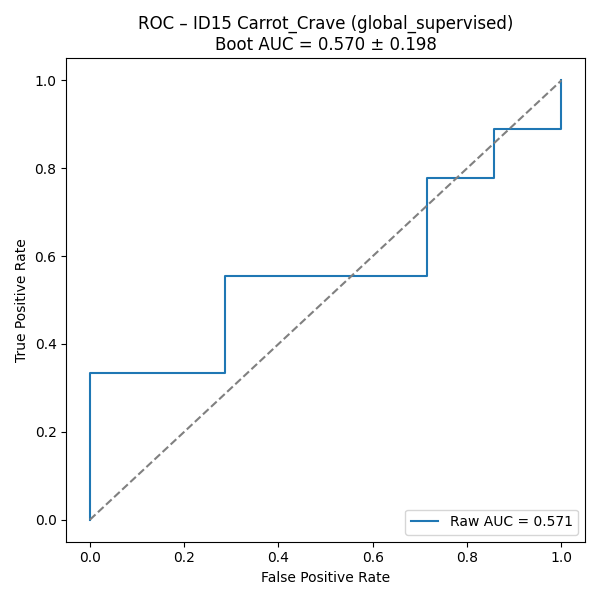 ROC – ID15 Carrot_Crave (global_supervised)
Boot AUC = 0.570 ± 0.198
True Positive Rate
1.0
0.8
0.6
0.4
0.2
0.0
Raw AUC = 0.571
0.0 0.2 0.4 0.6 0.8 1.0
False Positive Rate